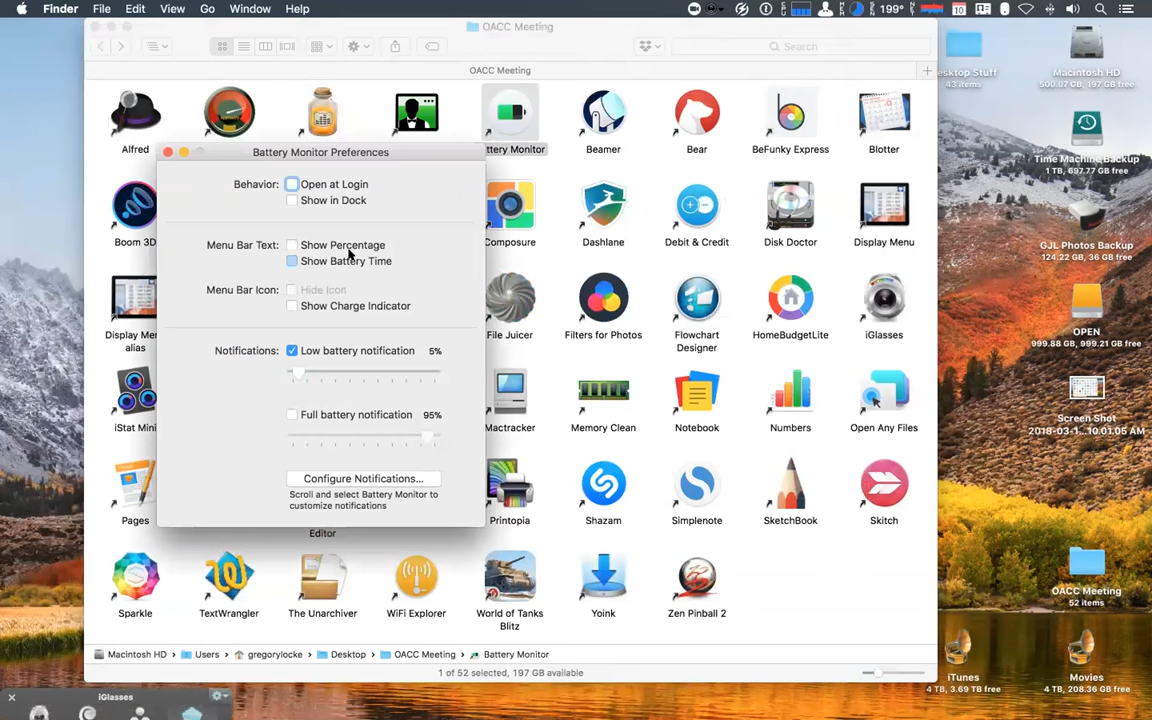 Finder File Edit View Go Window Help 199° 10
OACC Meeting
Search
OACC Meeting
Alfred
ttery Monitor
Beamer
Bear
BeFunky Express
Blotter
Battery Monitor Preferences
Behavior: Open at Login
Show in Dock
Menu Bar Text: Show Percentage
Show Battery Time
Menu Bar Icon: Hide Icon
Show Charge Indicator
Notifications: Low battery notification 5%
Full battery notification 95%
Configure Notifications...
Scroll and select Battery Monitor to
customize notifications
Boom 3D
Composure
Dashlane
Debit & Credit
Disk Doctor
Display Menu
Display Me
alias
File Juicer
Filters for Photos
Flowchart
Designer
HomeBudgetLite
iGlasses
iStat Mini
Mactracker
Memory Clean
Notebook
Numbers
Open Any Files
Pages
Editor
Printopia
Shazam
Simplenote
SketchBook
Skitch
Sparkle
TextWrangler
The Unarchiver
WiFi Explorer
World of Tanks
Blitz
Yoink
Zen Pinball 2
Macintosh HD › Users › gregorylocke › Desktop › OACC Meeting › Battery Monitor
1 of 52 selected, 197 GB available
esktop Stuff
43 items
Macintosh HD
500.07 GB, 197 GB free
Time Machine Backup
1 TB, 697.77 GB free
GJL Photos Backup
124.22 GB, 36 GB free
OPEN
999.88 GB, 999.21 GB free
Screen Shot
2018-03-1...10.01.05 AM
OACC Meeting
52 items
iTunes
4 TB, 3.69 TB free
Movies
4 TB, 208.36 GB free
iGlasses